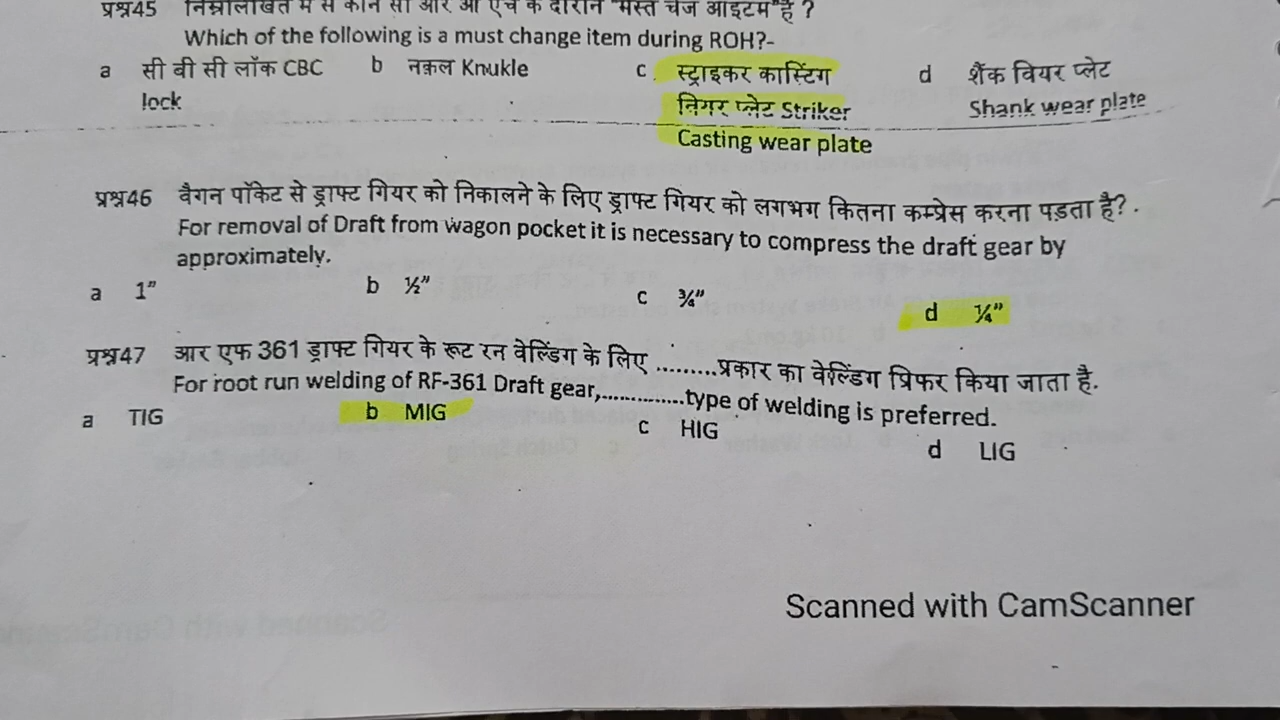 प्रश्न45 निम्नलिखित में से कौन सा आर ओ एच के दौरान "मस्त चेंज आइटम" है ?
Which of the following is a must change item during ROH?-
a सी बी सी लॉक CBC lock b नक़ल Knukle c. स्ट्राइकर कास्टिंग वियर प्लेट Striker Casting wear plate d शैंक वियर प्लेट Shank wear plate
प्रश्न46 वैगन पॉकेट से ड्राफ्ट गियर को निकालने के लिए ड्राफ्ट गियर को लगभग कितना कम्प्रेस करना पड़ता है? .
For removal of Draft from wagon pocket it is necessary to compress the draft gear by
approximately.
a 1" b ½" c ¾" d ¼"
प्रश्न47 आर एफ 361 ड्राफ्ट गियर के रूट रन वेल्डिंग के लिए .........प्रकार का वेल्डिंग प्रिफर किया जाता है.
For root run welding of RF-361 Draft gear,.............type of welding is preferred.
a TIG b MIG c HIG d LIG
Scanned with CamScanner